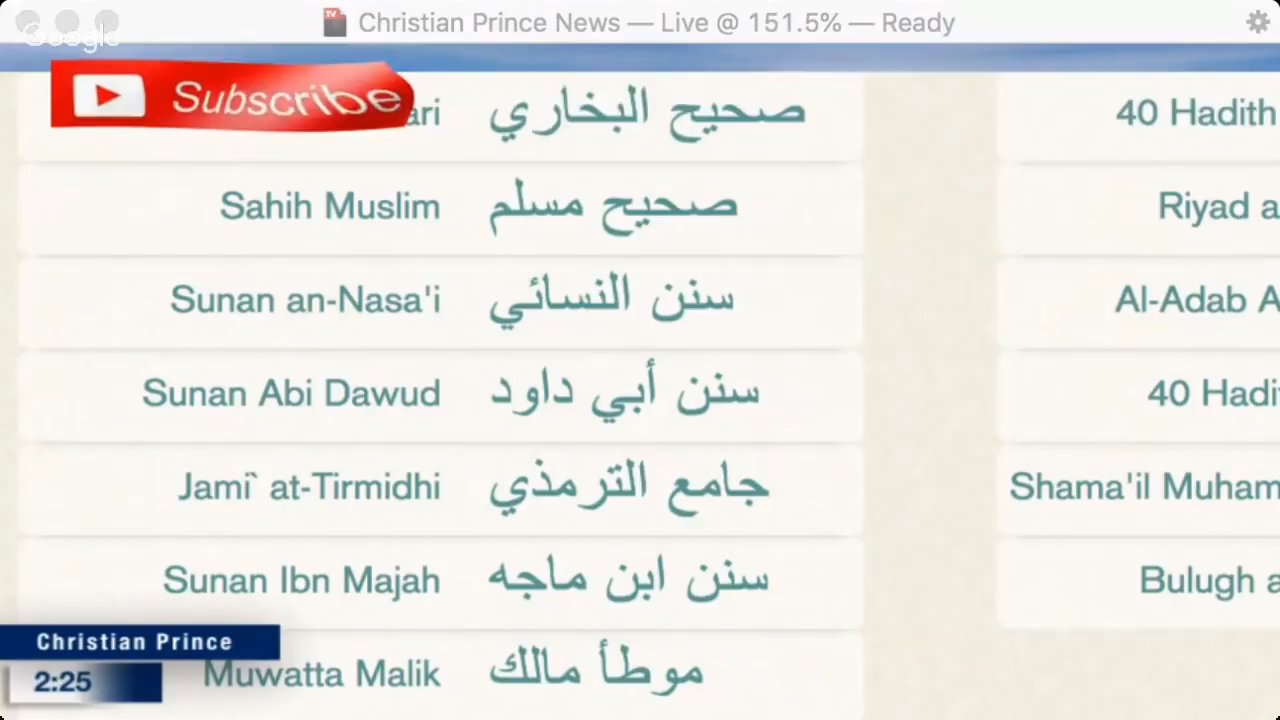 Christian Prince News — Live @ 151.5% — Ready
Google
Subscribe
ari صحيح البخاري
Sahih Muslim صحيح مسلم
Sunan an-Nasa'i سنن النسائي
Sunan Abi Dawud سنن أبي داود
Jami` at-Tirmidhi جامع الترمذي
Sunan Ibn Majah سنن ابن ماجه
Muwatta Malik موطأ مالك
40 Hadith
Riyad a
Al-Adab A
40 Hadi
Shama'il Muham
Bulugh a
Christian Prince
2:25